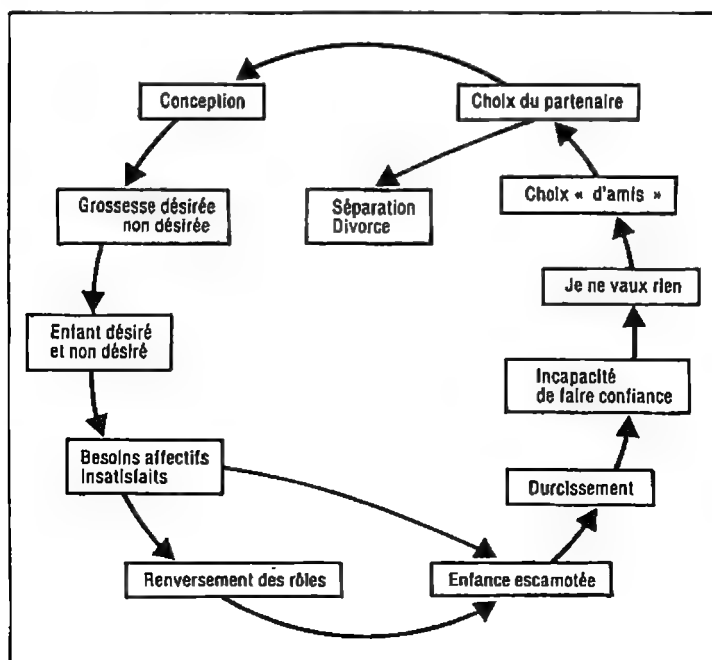 Conception
Choix du partenaire
Grossesse désirée
non désirée
Séparation
Divorce
Choix « d'amis »
Je ne vaux rien
Enfant désiré
et non désiré
Incapacité
de faire confiance
Besoins affectifs
insatisfaits
Durcissement
Renversement des rôles
Enfance escamotée